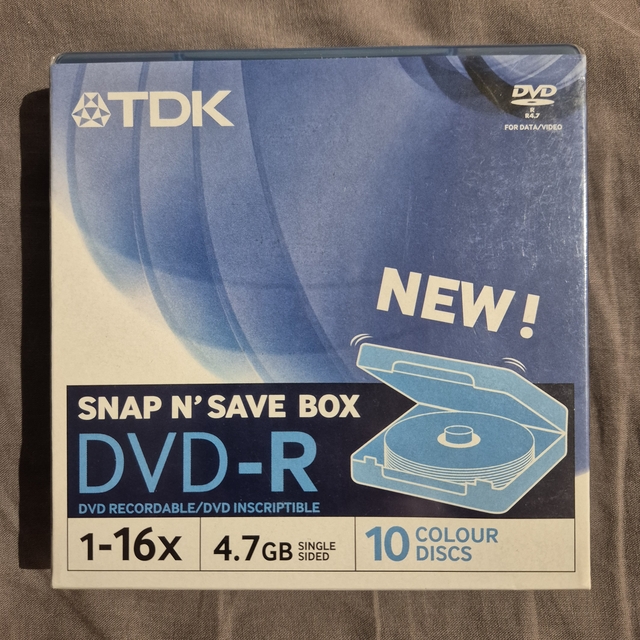 TDK
DVD
R
R4.7
FOR DATA/VIDEO
NEW!
SNAP N' SAVE BOX
DVD-R
DVD RECORDABLE/DVD INSCRIPTIBLE
1-16x
4.7GB SINGLE SIDED
10 COLOUR DISCS